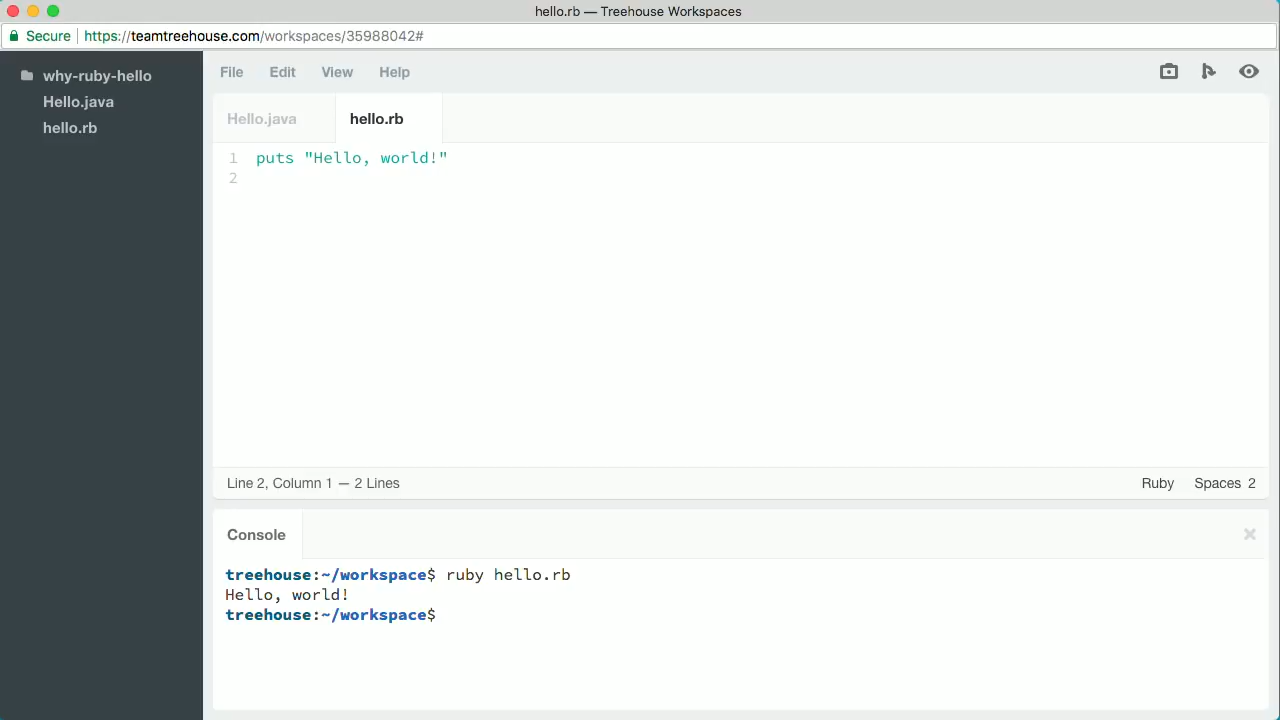 hello.rb — Treehouse Workspaces
Secure https://teamtreehouse.com/workspaces/35988042#
why-ruby-hello
Hello.java
hello.rb
File Edit View Help
Hello.java hello.rb
1 puts "Hello, world!"
2
Line 2, Column 1 — 2 Lines Ruby Spaces 2
Console
treehouse:~/workspace$ ruby hello.rb
Hello, world!
treehouse:~/workspace$